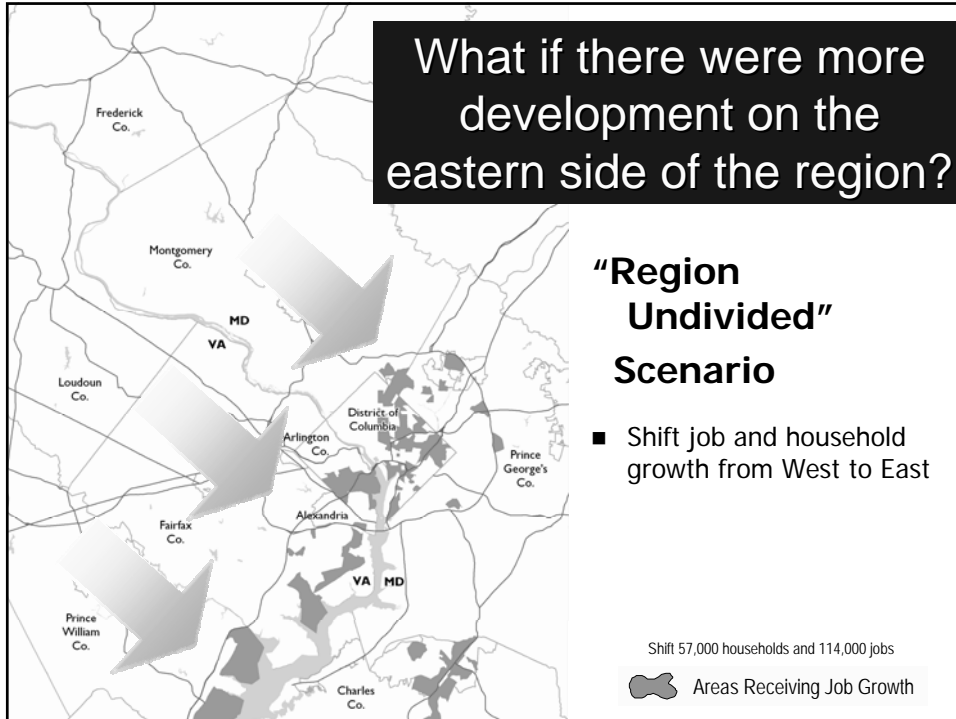 What if there were more
development on the
eastern side of the region?
Frederick
Co.
Montgomery
Co.
MD
VA
Loudoun
Co.
District of
Columbia
Arlington
Co.
Prince
George's
Co.
Alexandria
Fairfax
Co.
VA MD
Prince
William
Co.
Charles
Co.
“Region
Undivided”
Scenario
■ Shift job and household
growth from West to East
Shift 57,000 households and 114,000 jobs
Areas Receiving Job Growth